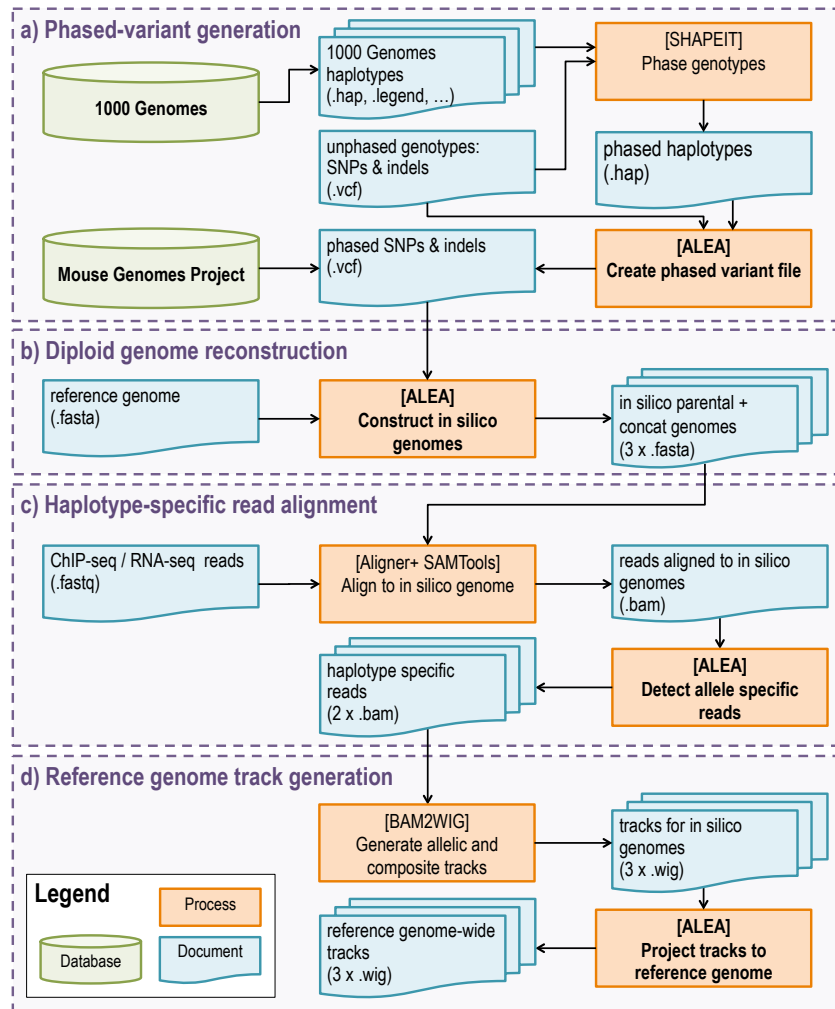 a) Phased-variant generation
1000 Genomes
1000 Genomes
haplotypes
(.hap, .legend, …)
[SHAPEIT]
Phase genotypes
unphased genotypes:
SNPs & indels
(.vcf)
phased haplotypes
(.hap)
Mouse Genomes Project
phased SNPs & indels
(.vcf)
[ALEA]
Create phased variant file
b) Diploid genome reconstruction
reference genome
(.fasta)
[ALEA]
Construct in silico
genomes
in silico parental +
concat genomes
(3 x .fasta)
c) Haplotype-specific read alignment
ChIP-seq / RNA-seq reads
(.fastq)
[Aligner+ SAMTools]
Align to in silico genome
reads aligned to in silico
genomes
(.bam)
haplotype specific
reads
(2 x .bam)
[ALEA]
Detect allele specific
reads
d) Reference genome track generation
[BAM2WIG]
Generate allelic and
composite tracks
tracks for in silico
genomes
(3 x .wig)
reference genome-wide
tracks
(3 x .wig)
[ALEA]
Project tracks to
reference genome
Legend
Process
Database
Document